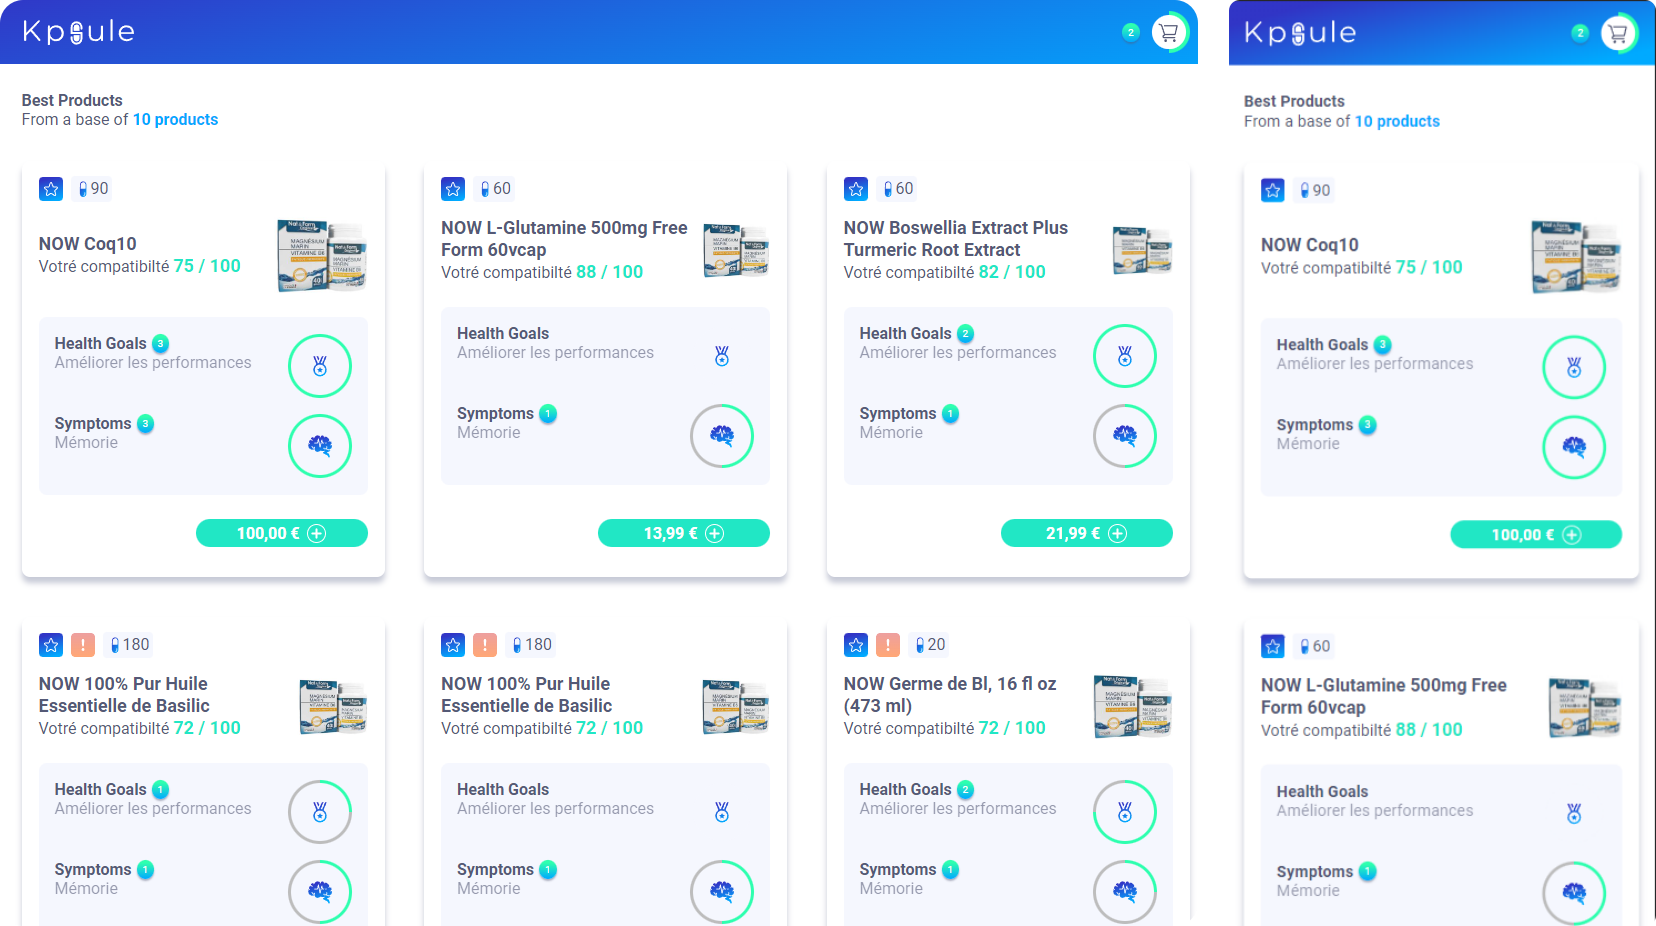 Kpsule
2
Best Products
From a base of 10 products
90
NOW Coq10
Votré compatibilté 75 / 100
Health Goals 3
Améliorer les performances
Symptoms 3
Mémorie
100,00 €
60
NOW L-Glutamine 500mg Free
Form 60vcap
Votré compatibilté 88 / 100
Health Goals
Améliorer les performances
Symptoms 1
Mémorie
13,99 €
60
NOW Boswellia Extract Plus
Turmeric Root Extract
Votré compatibilté 82 / 100
Health Goals 2
Améliorer les performances
Symptoms 1
Mémorie
21,99 €
! 180
NOW 100% Pur Huile
Essentielle de Basilic
Votré compatibilté 72 / 100
Health Goals 1
Améliorer les performances
Symptoms 1
Mémorie
! 180
NOW 100% Pur Huile
Essentielle de Basilic
Votré compatibilté 72 / 100
Health Goals
Améliorer les performances
Symptoms 1
Mémorie
! 20
NOW Germe de Bl, 16 fl oz
(473 ml)
Votré compatibilté 72 / 100
Health Goals 2
Améliorer les performances
Symptoms 1
Mémorie
Kpsule
2
Best Products
From a base of 10 products
90
NOW Coq10
Votré compatibilté 75 / 100
Health Goals 3
Améliorer les performances
Symptoms 3
Mémorie
100,00 €
60
NOW L-Glutamine 500mg Free
Form 60vcap
Votré compatibilté 88 / 100
Health Goals
Améliorer les performances
Symptoms 1
Mémorie